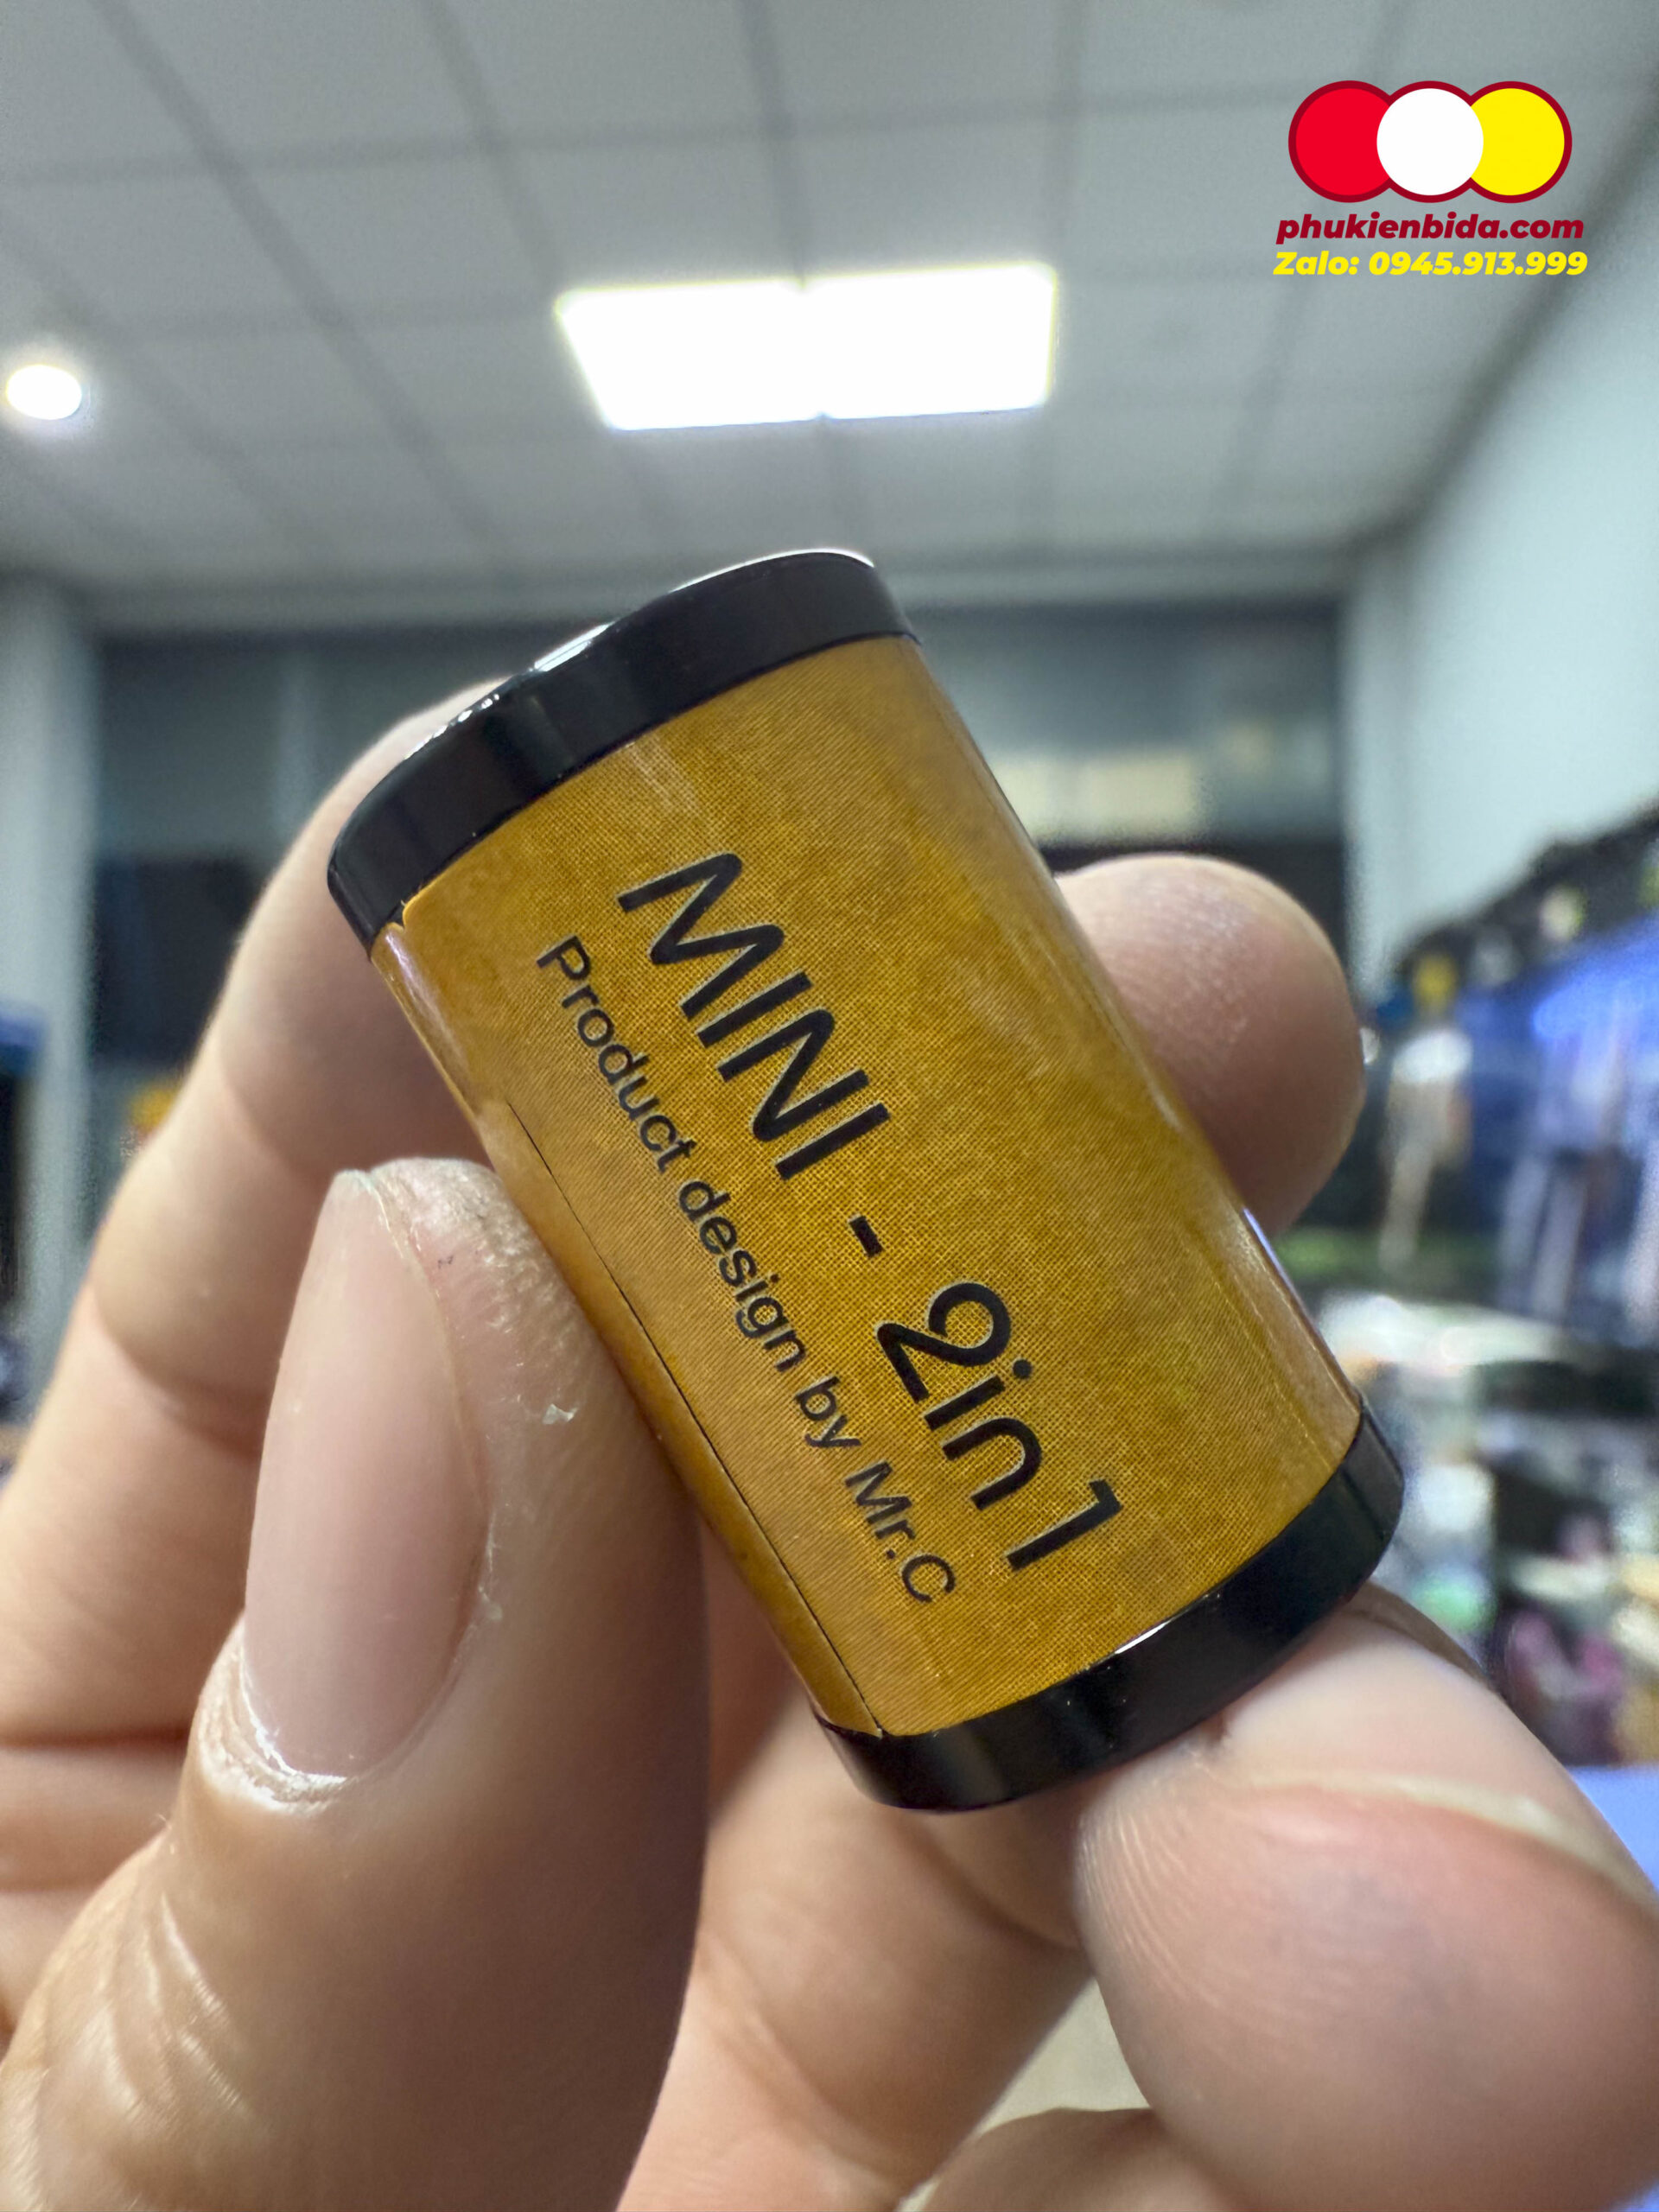 phukienbida.com
Zalo: 0945.913.999
MINI - 2in1
Product design by Mr.C